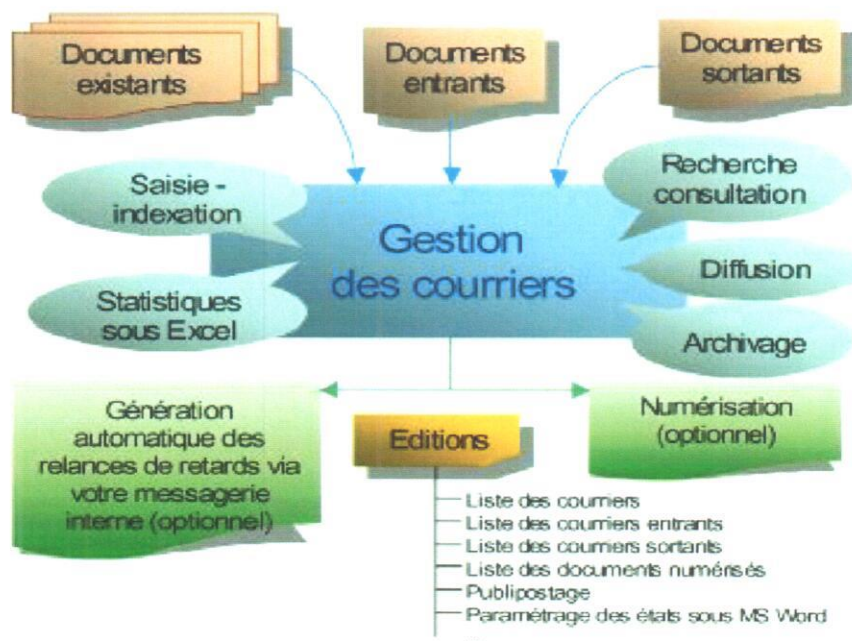 Documents
existants
Documents
entrants
Documents
sortants
Saisie -
indexation
Recherche
consultation
Gestion
des courriers
Diffusion
Statistiques
sous Excel
Archivage
Génération
automatique des
relances de retards via
votre messagerie
interne (optionnel)
Editions
Numérisation
(optionnel)
Liste des courriers
Liste des courriers entrants
Liste des courriers sortants
Liste des documents numérisés
Publipostage
Paramétrage des états sous MS Word